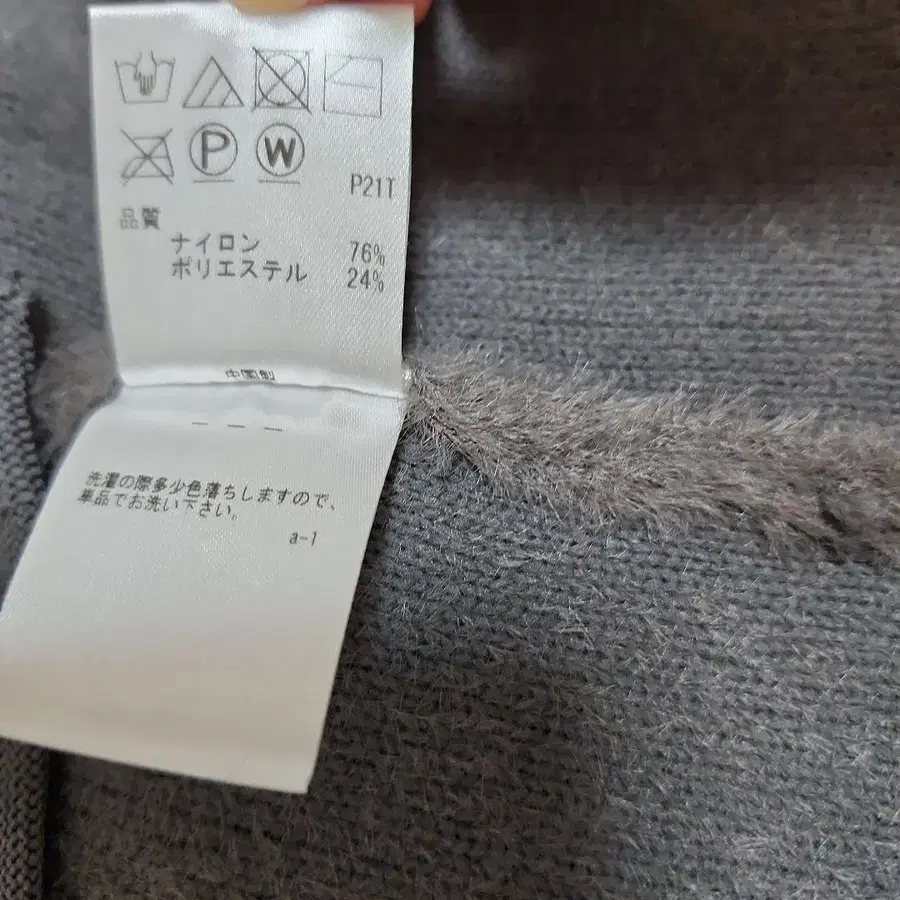 P
W
P21T
品質
ナイロン 76%
ポリエステル 24%
中国製
洗濯の際多少色落ちしますので、
単品でお洗い下さい。
a-1